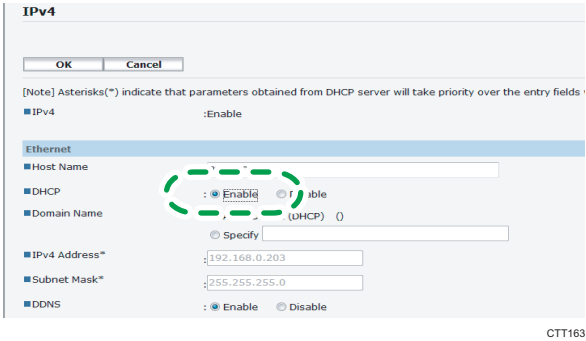 IPv4
OK Cancel
[Note] Asterisks(*) indicate that parameters obtained from DHCP server will take priority over the entry fields
■IPv4 :Enable
Ethernet
■Host Name :
■DHCP : Enable
■Domain Name (DHCP) ()
Specify
■IPv4 Address* :192.168.0.203
■Subnet Mask* :255.255.255.0
■DDNS : Enable Disable
CTT163